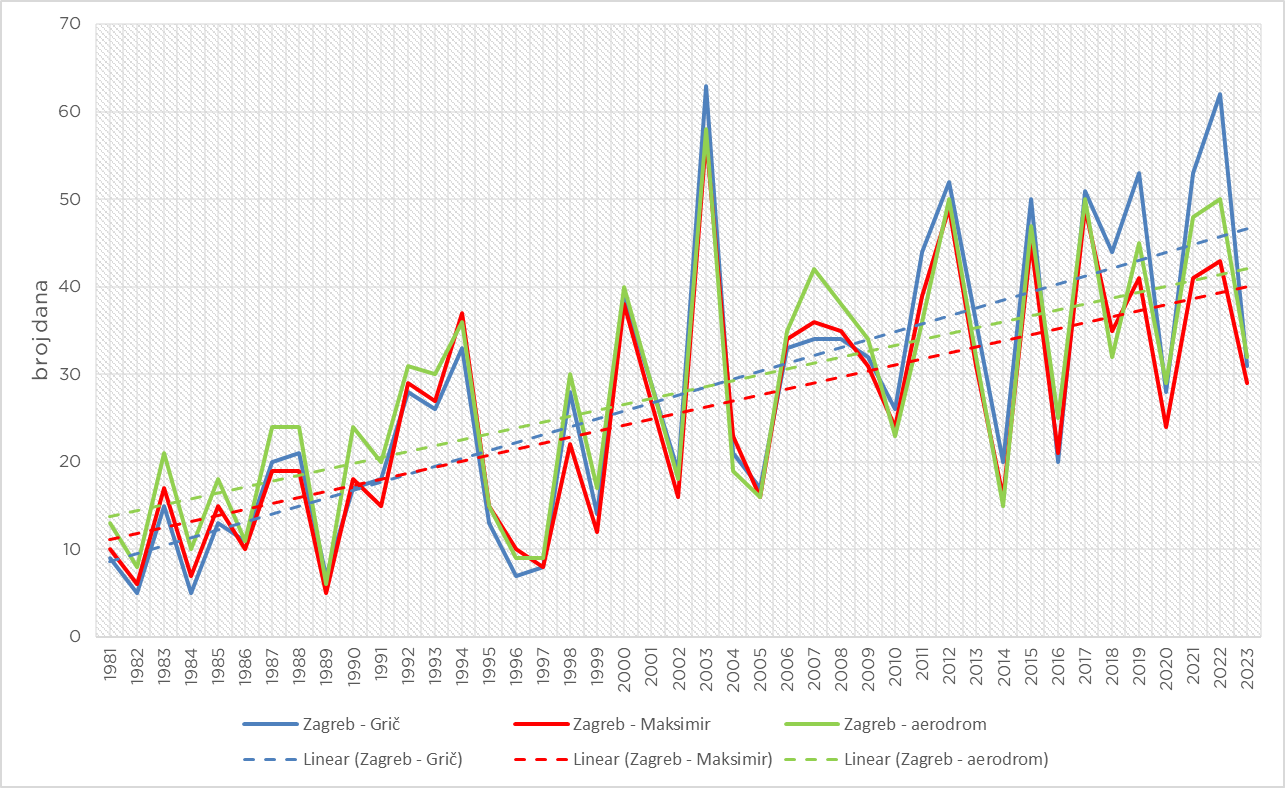 70
60
50
40
30
20
10
0
broj dana
1981 1982 1983 1984 1985 1986 1987 1988 1989 1990 1991 1992 1993 1994 1995 1996 1997 1998 1999 2000 2001 2002 2003 2004 2005 2006 2007 2008 2009 2010 2011 2012 2013 2014 2015 2016 2017 2018 2019 2020 2021 2022 2023
Zagreb - Grič Zagreb - Maksimir Zagreb - aerodrom
Linear (Zagreb - Grič) Linear (Zagreb - Maksimir) Linear (Zagreb - aerodrom)